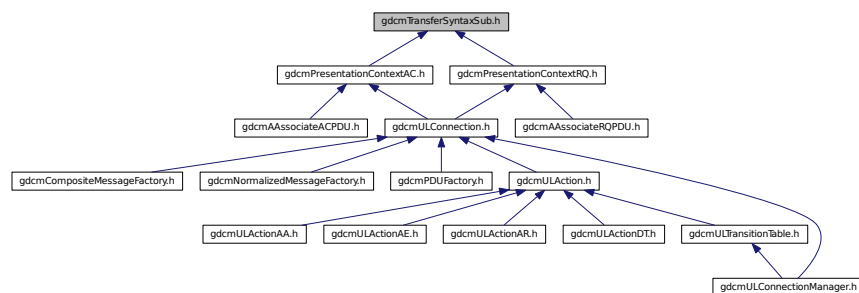 gdcmTransferSyntaxSub.h
gdcmPresentationContextAC.h
gdcmPresentationContextRQ.h
gdcmAAssociateACPDU.h
gdcmULConnection.h
gdcmAAssociateRQPDU.h
gdcmCompositeMessageFactory.h
gdcmNormalizedMessageFactory.h
gdcmPDUFactory.h
gdcmULAction.h
gdcmULActionAA.h
gdcmULActionAE.h
gdcmULActionAR.h
gdcmULActionDT.h
gdcmULTransitionTable.h
gdcmULConnectionManager.h